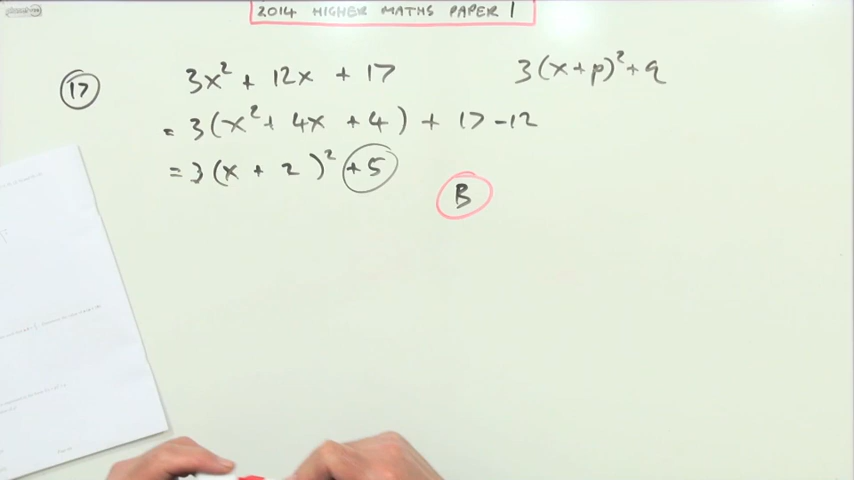 2014 HIGHER MATHS PAPER 1
17 3x² + 12x + 17 3(x+p)²+q
= 3(x² + 4x + 4) + 17 - 12
= 3(x + 2)² + 5
B